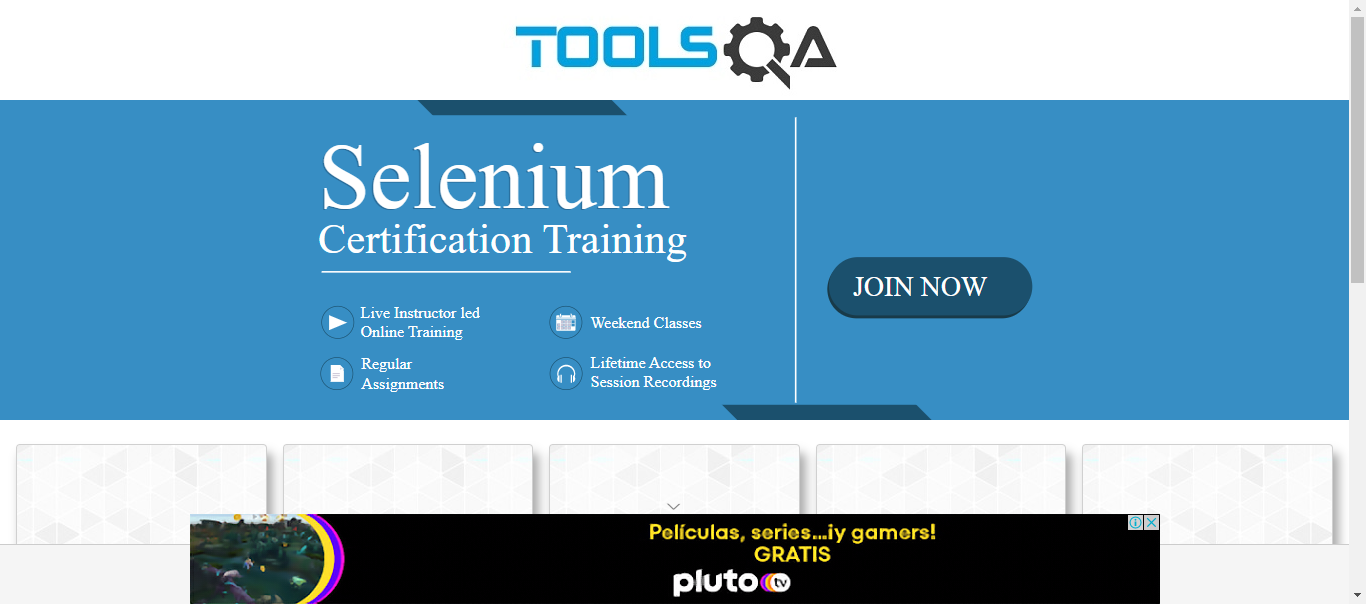 TOOLSQA
Selenium
Certification Training
JOIN NOW
Live Instructor led
Online Training
Weekend Classes
Regular
Assignments
Lifetime Access to
Session Recordings
Películas, series...¡y gamers!
GRATIS
pluto tv